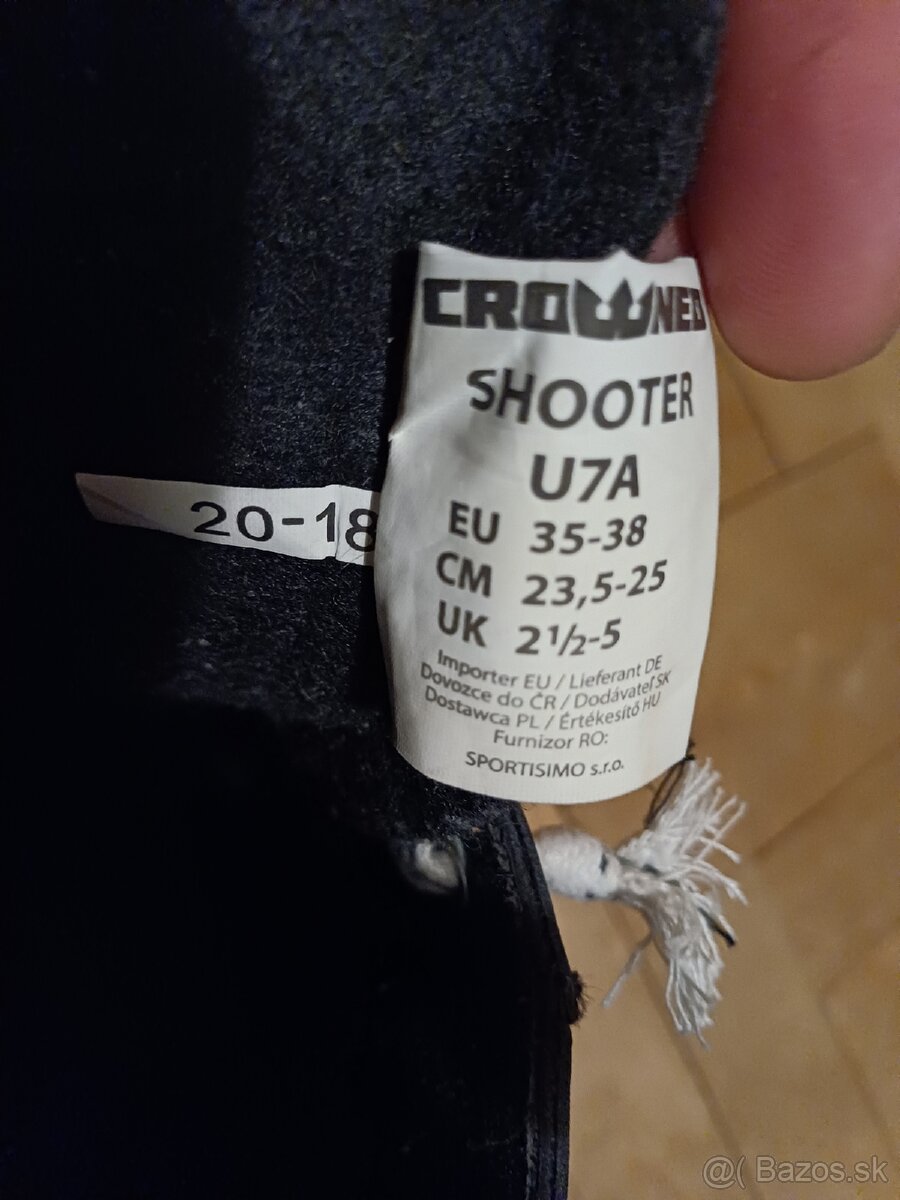 CROWNED
SHOOTER
U7A
EU 35-38
CM 23,5-25
UK 2½-5
Importer EU / Lieferant DE
Dovozce do ČR / Dodávateľ SK
Dostawca PL / Értékesítő HU
Furnizor RO:
SPORTISIMO s.r.o.
20-18
@( Bazos.sk